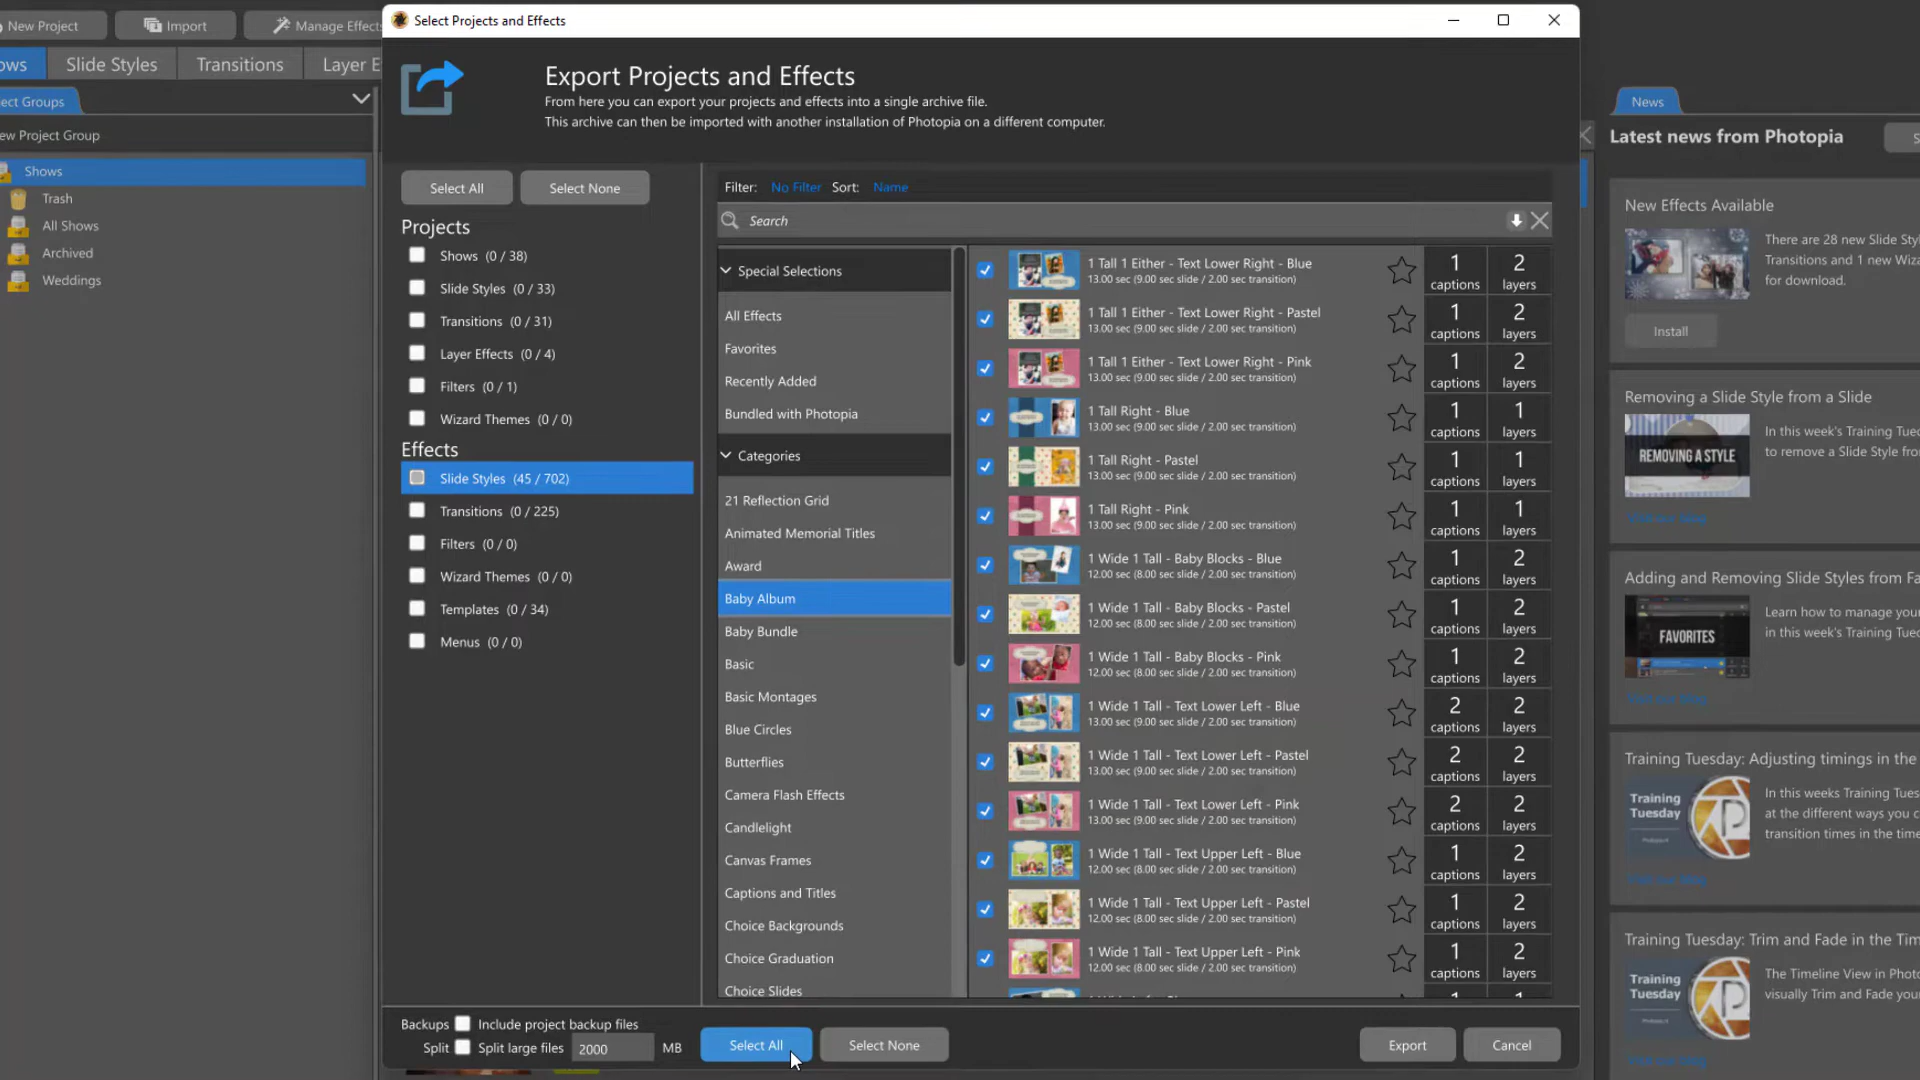 Select Projects and Effects
New Project
Import
Manage Effects
ows
Slide Styles
Transitions
Layer E
ect Groups
ew Project Group
Shows
Trash
All Shows
Archived
Weddings
Export Projects and Effects
From here you can export your projects and effects into a single archive file.
This archive can then be imported with another installation of Photopia on a different computer.
Select All
Select None
Projects
Shows (0 / 38)
Slide Styles (0 / 33)
Transitions (0 / 31)
Layer Effects (0 / 4)
Filters (0 / 1)
Wizard Themes (0 / 0)
Effects
Slide Styles (45 / 702)
Transitions (0 / 225)
Filters (0 / 0)
Wizard Themes (0 / 0)
Templates (0 / 34)
Menus (0 / 0)
Filter: No Filter Sort: Name
Search
Special Selections
All Effects
Favorites
Recently Added
Bundled with Photopia
Categories
21 Reflection Grid
Animated Memorial Titles
Award
Baby Album
Baby Bundle
Basic
Basic Montages
Blue Circles
Butterflies
Camera Flash Effects
Candlelight
Canvas Frames
Captions and Titles
Choice Backgrounds
Choice Graduation
Choice Slides
1 Tall 1 Either - Text Lower Right - Blue
13.00 sec (9.00 sec slide / 2.00 sec transition)
1 captions
2 layers
1 Tall 1 Either - Text Lower Right - Pastel
13.00 sec (9.00 sec slide / 2.00 sec transition)
1 captions
2 layers
1 Tall 1 Either - Text Lower Right - Pink
13.00 sec (9.00 sec slide / 2.00 sec transition)
1 captions
2 layers
1 Tall Right - Blue
13.00 sec (9.00 sec slide / 2.00 sec transition)
1 captions
1 layers
1 Tall Right - Pastel
13.00 sec (9.00 sec slide / 2.00 sec transition)
1 captions
1 layers
1 Tall Right - Pink
13.00 sec (9.00 sec slide / 2.00 sec transition)
1 captions
1 layers
1 Wide 1 Tall - Baby Blocks - Blue
12.00 sec (8.00 sec slide / 2.00 sec transition)
1 captions
2 layers
1 Wide 1 Tall - Baby Blocks - Pastel
12.00 sec (8.00 sec slide / 2.00 sec transition)
1 captions
2 layers
1 Wide 1 Tall - Baby Blocks - Pink
12.00 sec (8.00 sec slide / 2.00 sec transition)
1 captions
2 layers
1 Wide 1 Tall - Text Lower Left - Blue
13.00 sec (9.00 sec slide / 2.00 sec transition)
2 captions
2 layers
1 Wide 1 Tall - Text Lower Left - Pastel
13.00 sec (9.00 sec slide / 2.00 sec transition)
2 captions
2 layers
1 Wide 1 Tall - Text Lower Left - Pink
13.00 sec (9.00 sec slide / 2.00 sec transition)
2 captions
2 layers
1 Wide 1 Tall - Text Upper Left - Blue
12.00 sec (8.00 sec slide / 2.00 sec transition)
1 captions
2 layers
1 Wide 1 Tall - Text Upper Left - Pastel
12.00 sec (8.00 sec slide / 2.00 sec transition)
1 captions
2 layers
1 Wide 1 Tall - Text Upper Left - Pink
12.00 sec (8.00 sec slide / 2.00 sec transition)
1 captions
2 layers
Backups Include project backup files
Split Split large files 2000 MB
Select All
Select None
Export
Cancel
News
Latest news from Photopia
New Effects Available
There are 28 new Slide Styl
Transitions and 1 new Wiza
for download.
Install
Removing a Slide Style from a Slide
REMOVING A STYLE
In this week's Training Tued
to remove a Slide Style fro
Adding and Removing Slide Styles from Fa
FAVORITES
Learn how to manage your
in this week's Training Tued
Training Tuesday: Adjusting timings in the
Training
Tuesday
In this weeks Training Tues
at the different ways you c
transition times in the time
Training Tuesday: Trim and Fade in the Tim
Training
Tuesday
The Timeline View in Photo
visually Trim and Fade your